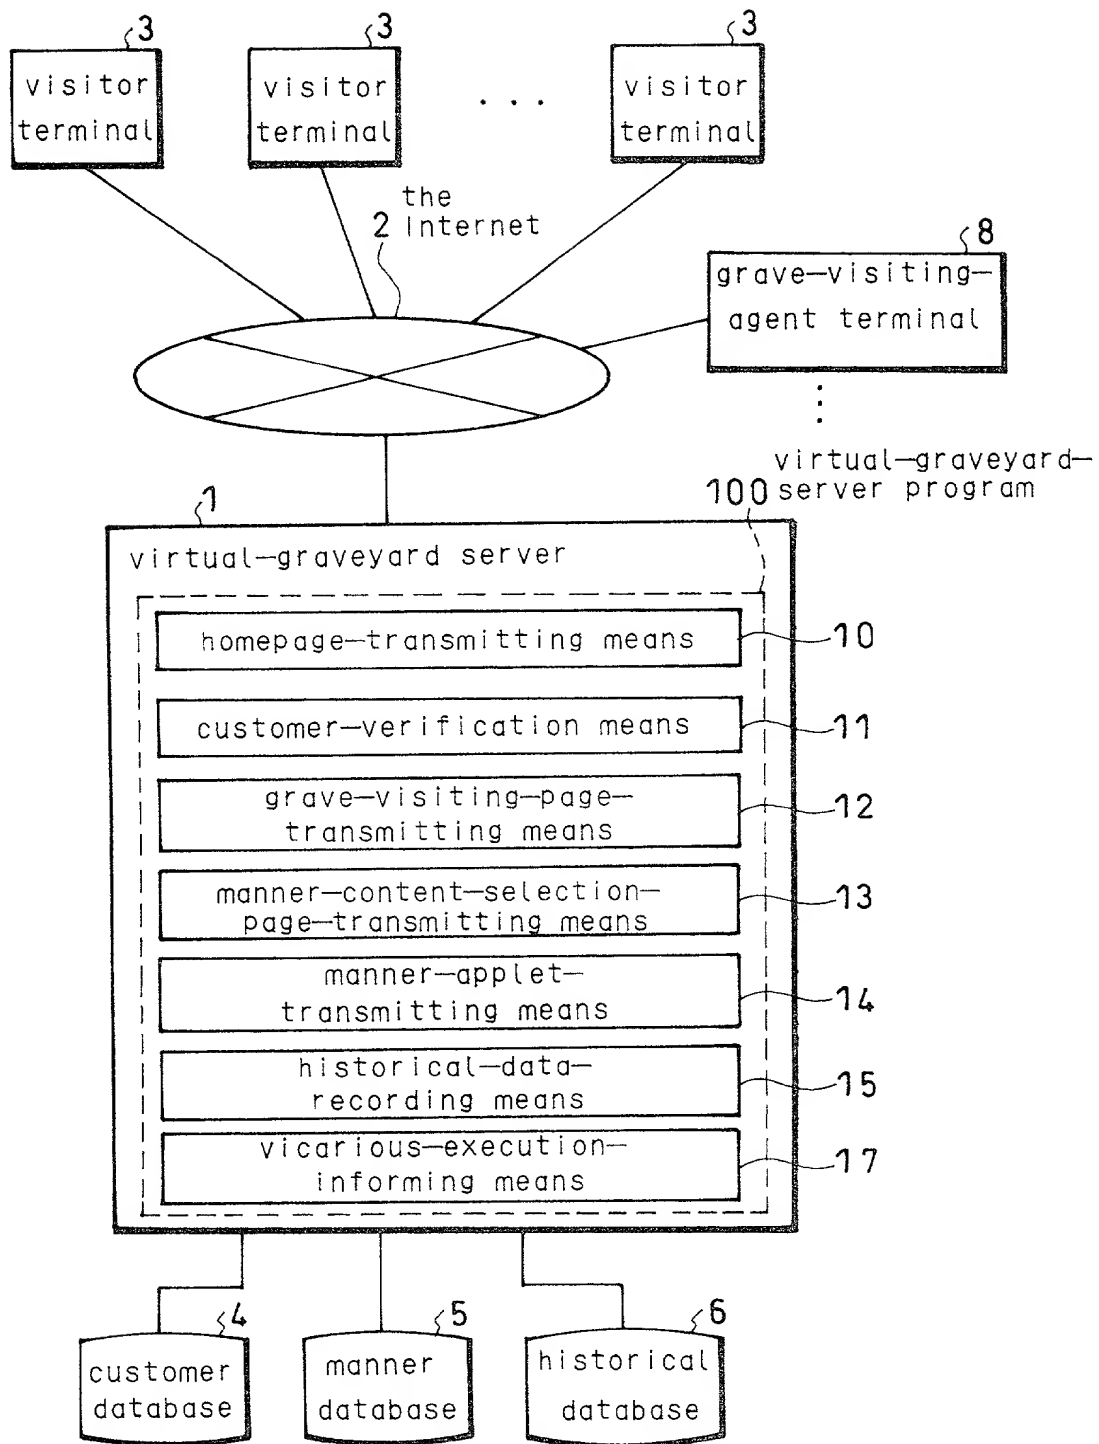 3
3
3
visitor
terminal
visitor
terminal
. . .
visitor
terminal
the
Internet
2
8
grave—visiting—
agent terminal
virtual—graveyard—
server program
100
1
virtual—graveyard server
homepage—transmitting means
10
customer—verification means
11
grave—visiting—page—
transmitting means
12
manner—content—selection—
page—transmitting means
13
manner—applet—
transmitting means
14
historical—data—
recording means
15
vicarious—execution—
informing means
17
4
customer
database
5
manner
database
6
historical
database